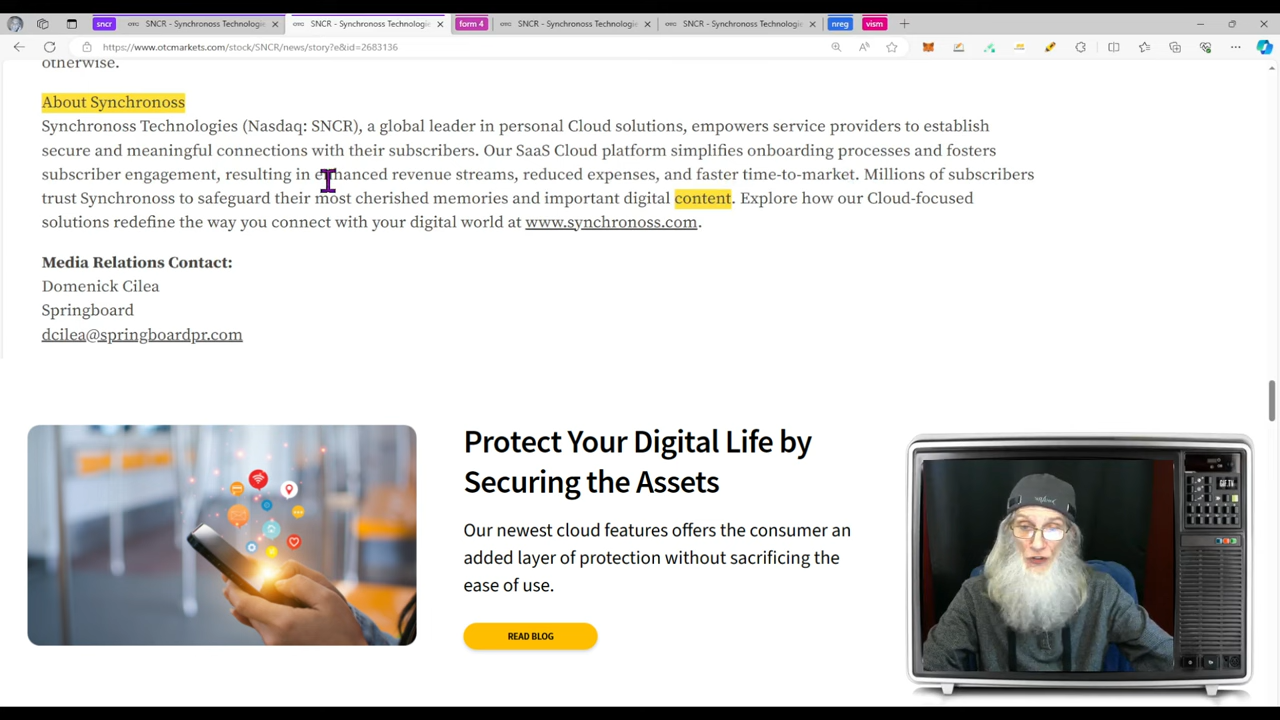 sncr
SNCR - Synchronoss Technologie
SNCR - Synchronoss Technologie
form 4
SNCR - Synchronoss Technologie
SNCR - Synchronoss Technologie
nreg
vism
https://www.otcmarkets.com/stock/SNCR/news/story?e&id=2683136
otherwise.
About Synchronoss
Synchronoss Technologies (Nasdaq: SNCR), a global leader in personal Cloud solutions, empowers service providers to establish
secure and meaningful connections with their subscribers. Our SaaS Cloud platform simplifies onboarding processes and fosters
subscriber engagement, resulting in enhanced revenue streams, reduced expenses, and faster time-to-market. Millions of subscribers
trust Synchronoss to safeguard their most cherished memories and important digital content. Explore how our Cloud-focused
solutions redefine the way you connect with your digital world at www.synchronoss.com.
Media Relations Contact:
Domenick Cilea
Springboard
dcilea@springboardpr.com
Protect Your Digital Life by
Securing the Assets
Our newest cloud features offers the consumer an
added layer of protection without sacrificing the
ease of use.
READ BLOG
GIF.TV